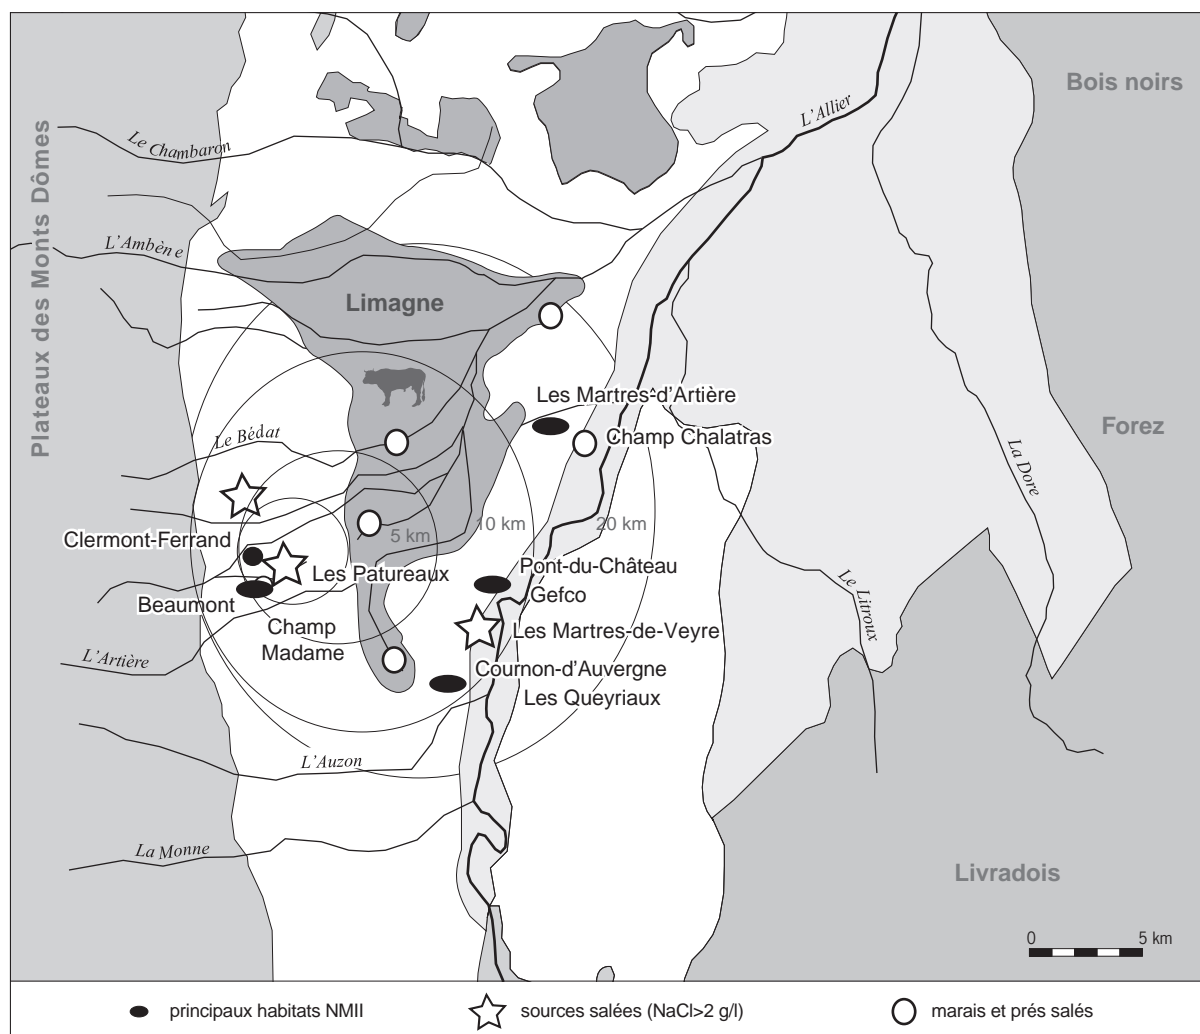 Bois noirs
L'Allier
Plateaux des Monts Dômes
Le Chambaron
L'Ambène
Limagne
Les Martres-d'Artière
Forez
Le Bédat
Champ Chalatras
La Dore
5 km
10 km
20 km
Clermont-Ferrand
Les Patureaux
Pont-du-Château
Gefco
Beaumont
Le Litroux
Champ
Madame
Les Martres-de-Veyre
L'Artière
Cournon-d'Auvergne
Les Queyriaux
L'Auzon
La Monne
Livradois
0 5 km
principaux habitats NMII
sources salées (NaCl>2 g/l)
marais et prés salés